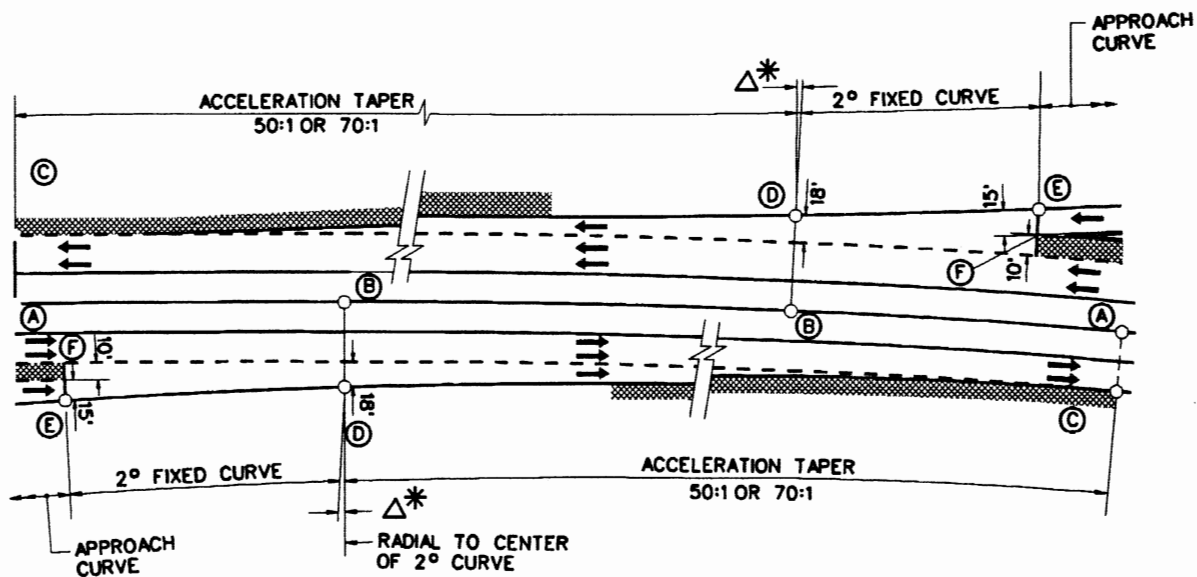 APPROACH
CURVE
△*
ACCELERATION TAPER
50:1 OR 70:1
2° FIXED CURVE
C
D
18'
15'
E
F
10'
B
A
B
A
F
10'
E
15'
18'
D
C
2° FIXED CURVE
ACCELERATION TAPER
50:1 OR 70:1
△*
APPROACH
CURVE
RADIAL TO CENTER
OF 2° CURVE